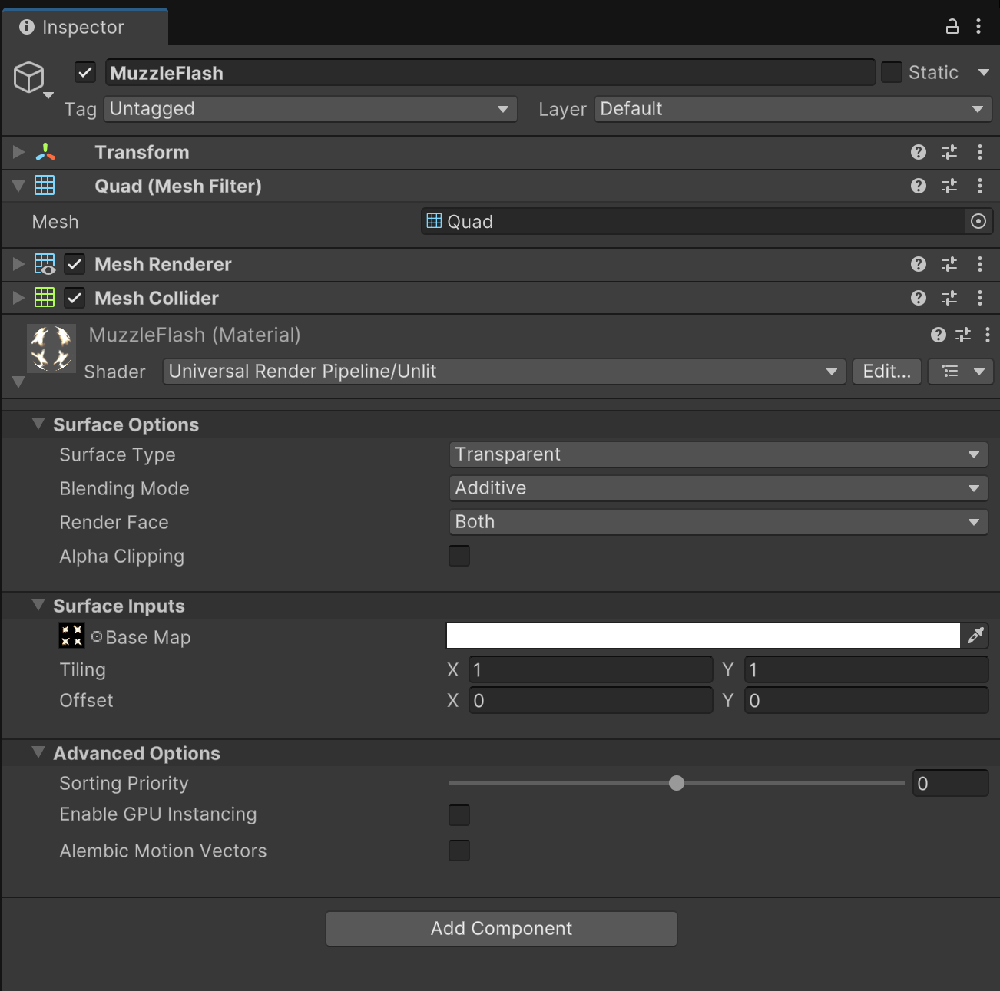 Inspector
MuzzleFlash Static
Tag Untagged Layer Default
Transform
Quad (Mesh Filter)
Mesh Quad
Mesh Renderer
Mesh Collider
MuzzleFlash (Material)
Shader Universal Render Pipeline/Unlit Edit...
Surface Options
Surface Type Transparent
Blending Mode Additive
Render Face Both
Alpha Clipping
Surface Inputs
Base Map
Tiling X 1 Y 1
Offset X 0 Y 0
Advanced Options
Sorting Priority 0
Enable GPU Instancing
Alembic Motion Vectors
Add Component